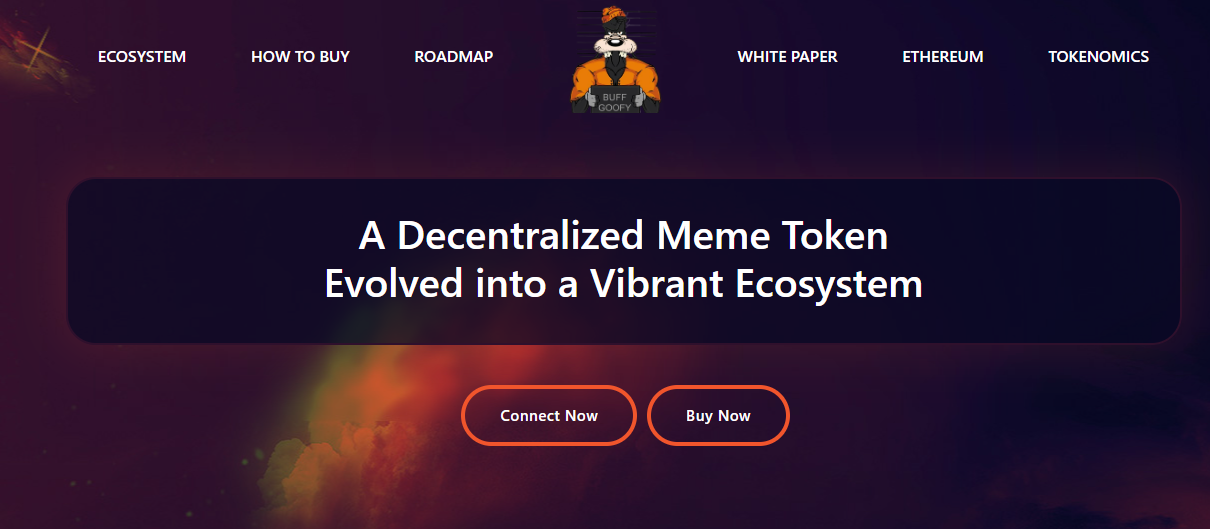 ECOSYSTEM HOW TO BUY ROADMAP WHITE PAPER ETHEREUM TOKENOMICS
BUFF
GOOFY
A Decentralized Meme Token
Evolved into a Vibrant Ecosystem
Connect Now Buy Now